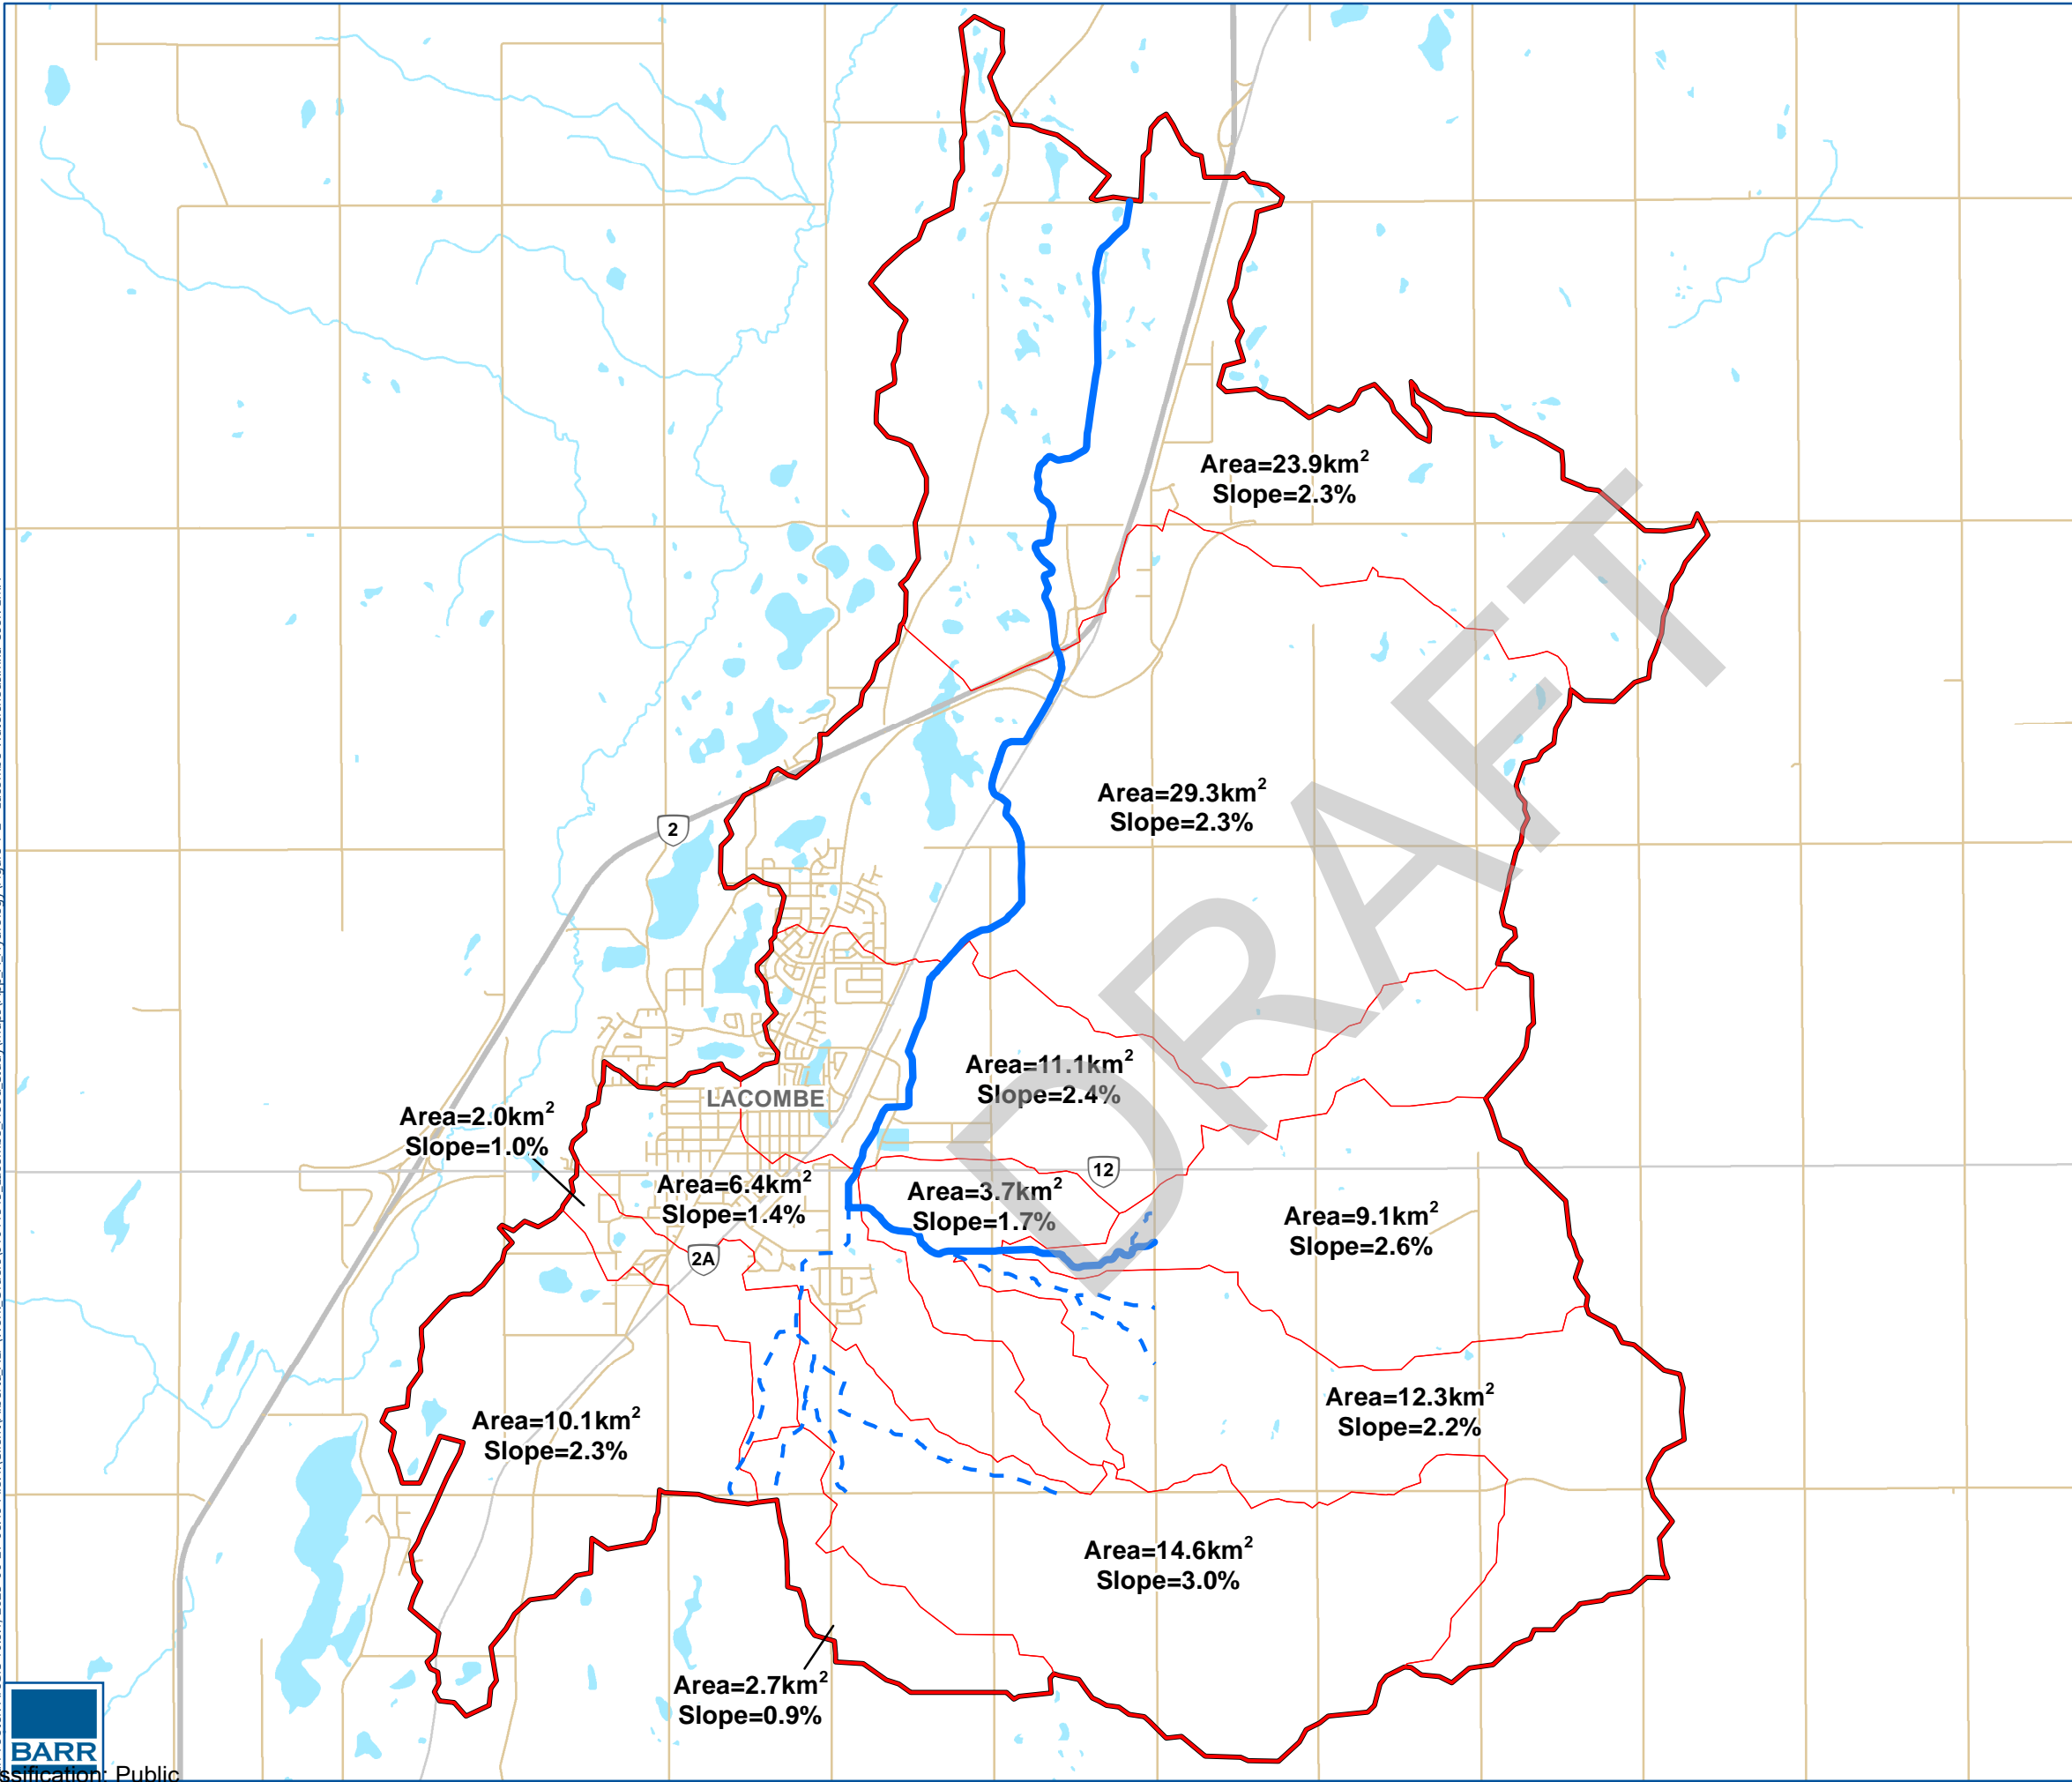 Area=23.9km²
Slope=2.3%
Area=29.3km²
Slope=2.3%
2
Area=11.1km²
Slope=2.4%
LACOMBE
Area=2.0km²
Slope=1.0%
12
Area=6.4km²
Slope=1.4%
Area=3.7km²
Slope=1.7%
Area=9.1km²
Slope=2.6%
2A
Area=12.3km²
Slope=2.2%
Area=10.1km²
Slope=2.3%
Area=14.6km²
Slope=3.0%
Area=2.7km²
Slope=0.9%
DRAFT
BARR
ssification: Public